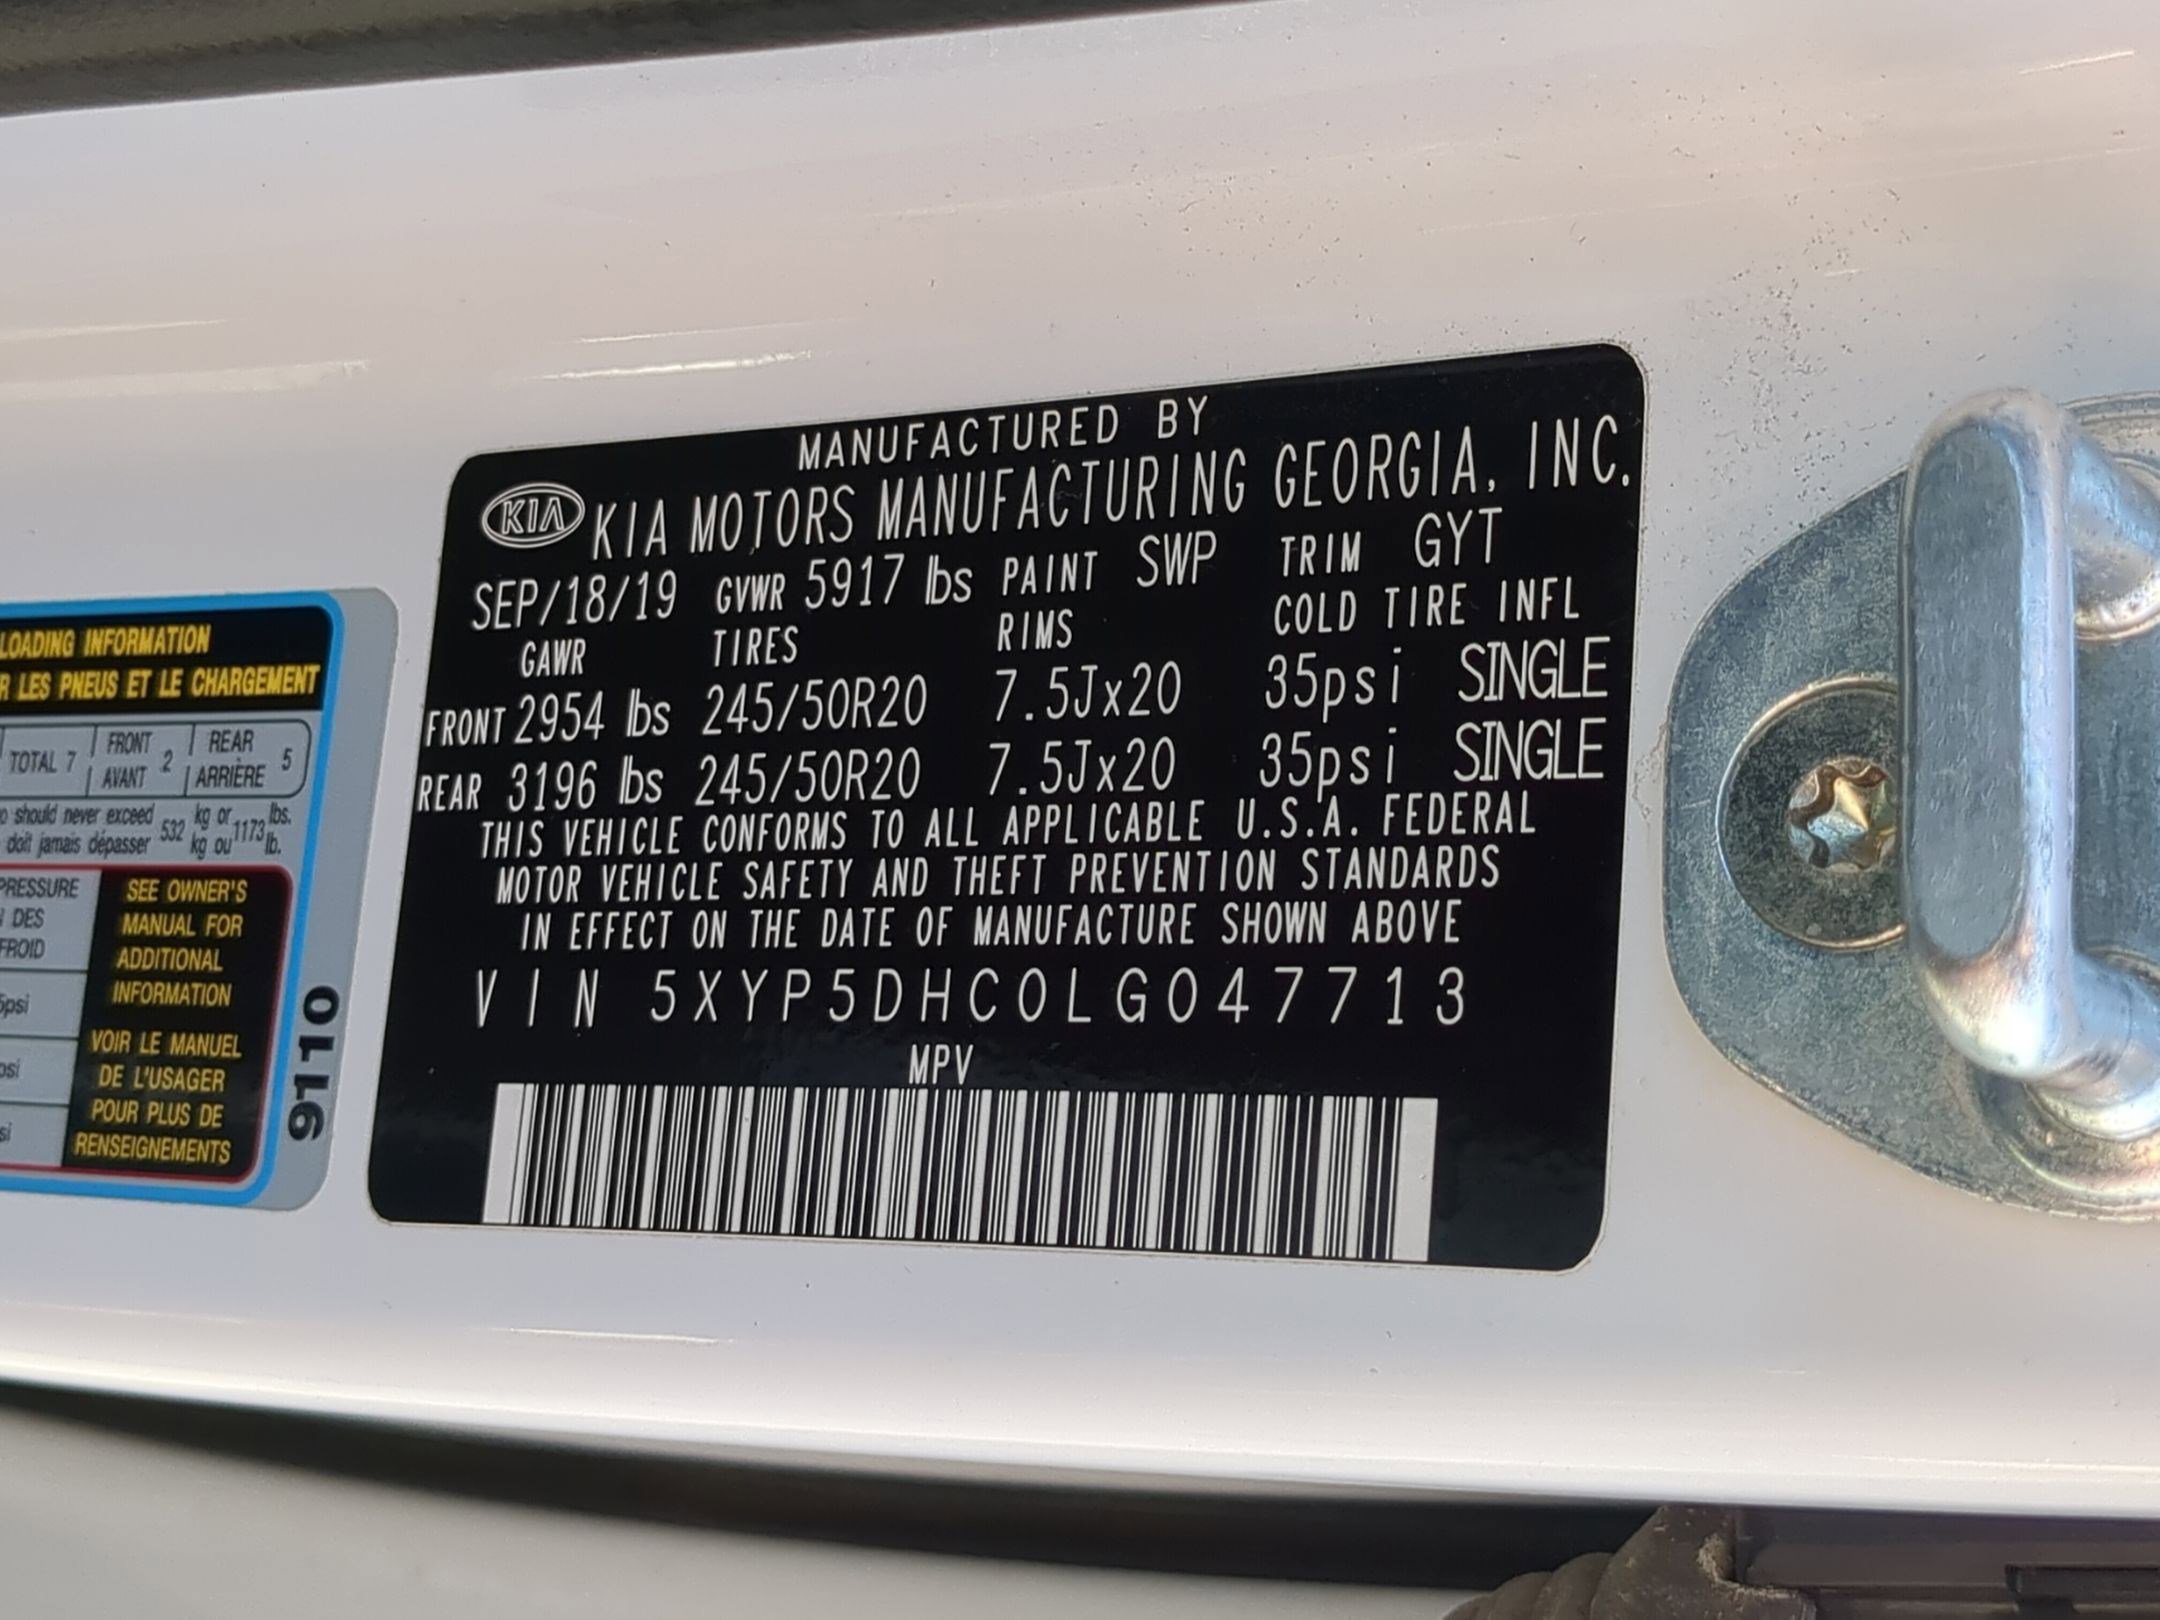 MANUFACTURED BY
KIA KIA MOTORS MANUFACTURING GEORGIA, INC.
SEP/18/19 GVWR 5917 lbs PAINT SWP TRIM GYT
GAWR TIRES RIMS COLD TIRE INFL
FRONT 2954 lbs 245/50R20 7.5Jx20 35psi SINGLE
REAR 3196 lbs 245/50R20 7.5Jx20 35psi SINGLE
THIS VEHICLE CONFORMS TO ALL APPLICABLE U.S.A. FEDERAL
MOTOR VEHICLE SAFETY AND THEFT PREVENTION STANDARDS
IN EFFECT ON THE DATE OF MANUFACTURE SHOWN ABOVE
VIN 5XYP5DHC0LG047713
MPV
LOADING INFORMATION
LES PNEUS ET LE CHARGEMENT
TOTAL 7 FRONT 2 REAR 5
AVANT ARRIÈRE
should never exceed 532 kg or 1173 lbs.
doit jamais dépasser kg ou lb.
PRESSURE
DES
FROID
psi
psi
SEE OWNER'S
MANUAL FOR
ADDITIONAL
INFORMATION
VOIR LE MANUEL
DE L'USAGER
POUR PLUS DE
RENSEIGNEMENTS
9110